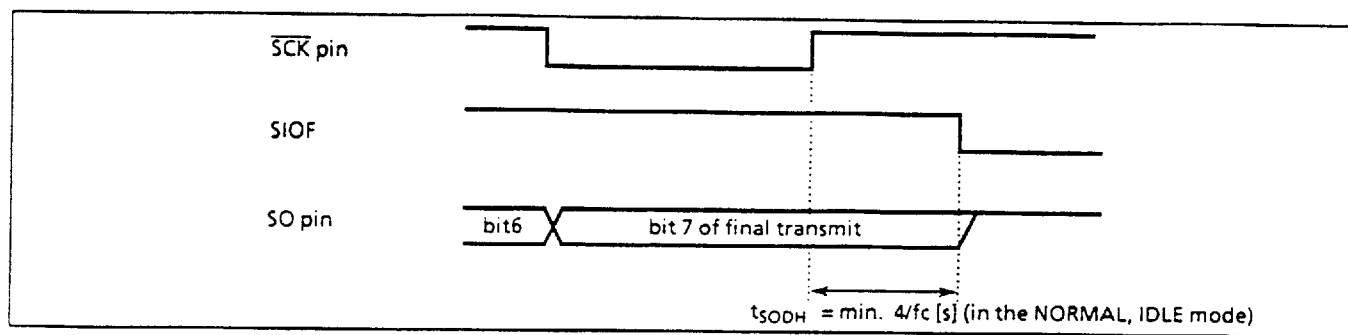 SCK pin
SIOF
SO pin
bit6 bit 7 of final transmit
tSODH = min. 4/fc [s] (in the NORMAL, IDLE mode)